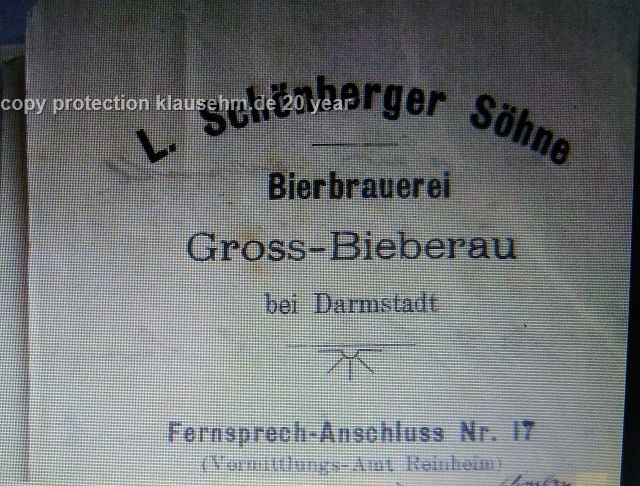 copy protection klausehm.de 20 year
L. Schönberger Söhne
Bierbrauerei
Gross-Bieberau
bei Darmstadt
Fernsprech-Anschluss Nr. 17
(Vermittlungs-Amt Reinheim)